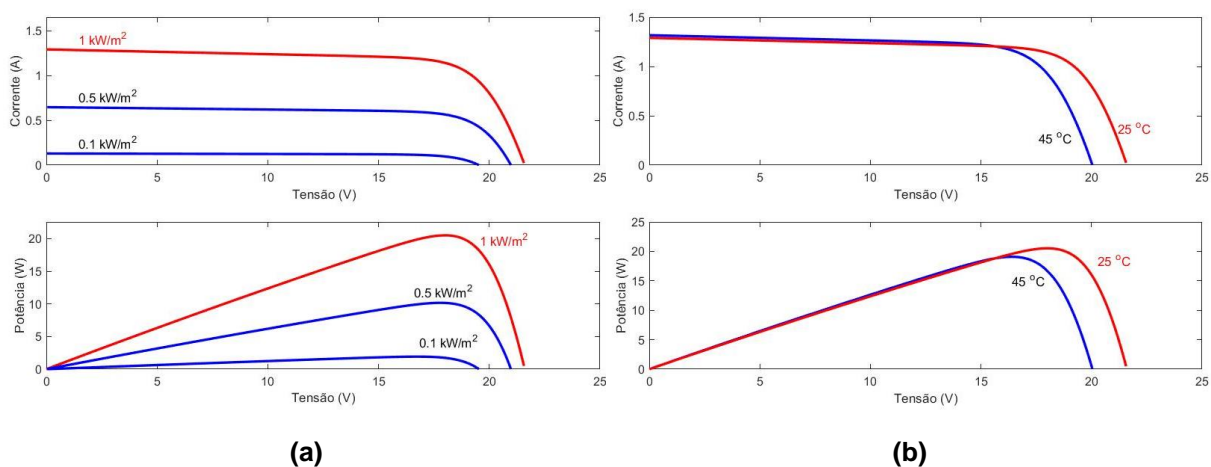 1.5
1 kW/m²
1
0.5 kW/m²
0.5
0.1 kW/m²
0
0 5 10 15 20 25
Corrente (A)
Tensão (V)
20
1 kW/m²
15
0.5 kW/m²
10
5
0.1 kW/m²
0
0 5 10 15 20 25
Potência (W)
Tensão (V)
(a)
1.5
1
0.5
45 °C
25 °C
0
0 5 10 15 20 25
Corrente (A)
Tensão (V)
25
20
25 °C
15
45 °C
10
5
0
0 5 10 15 20 25
Potência (W)
Tensão (V)
(b)